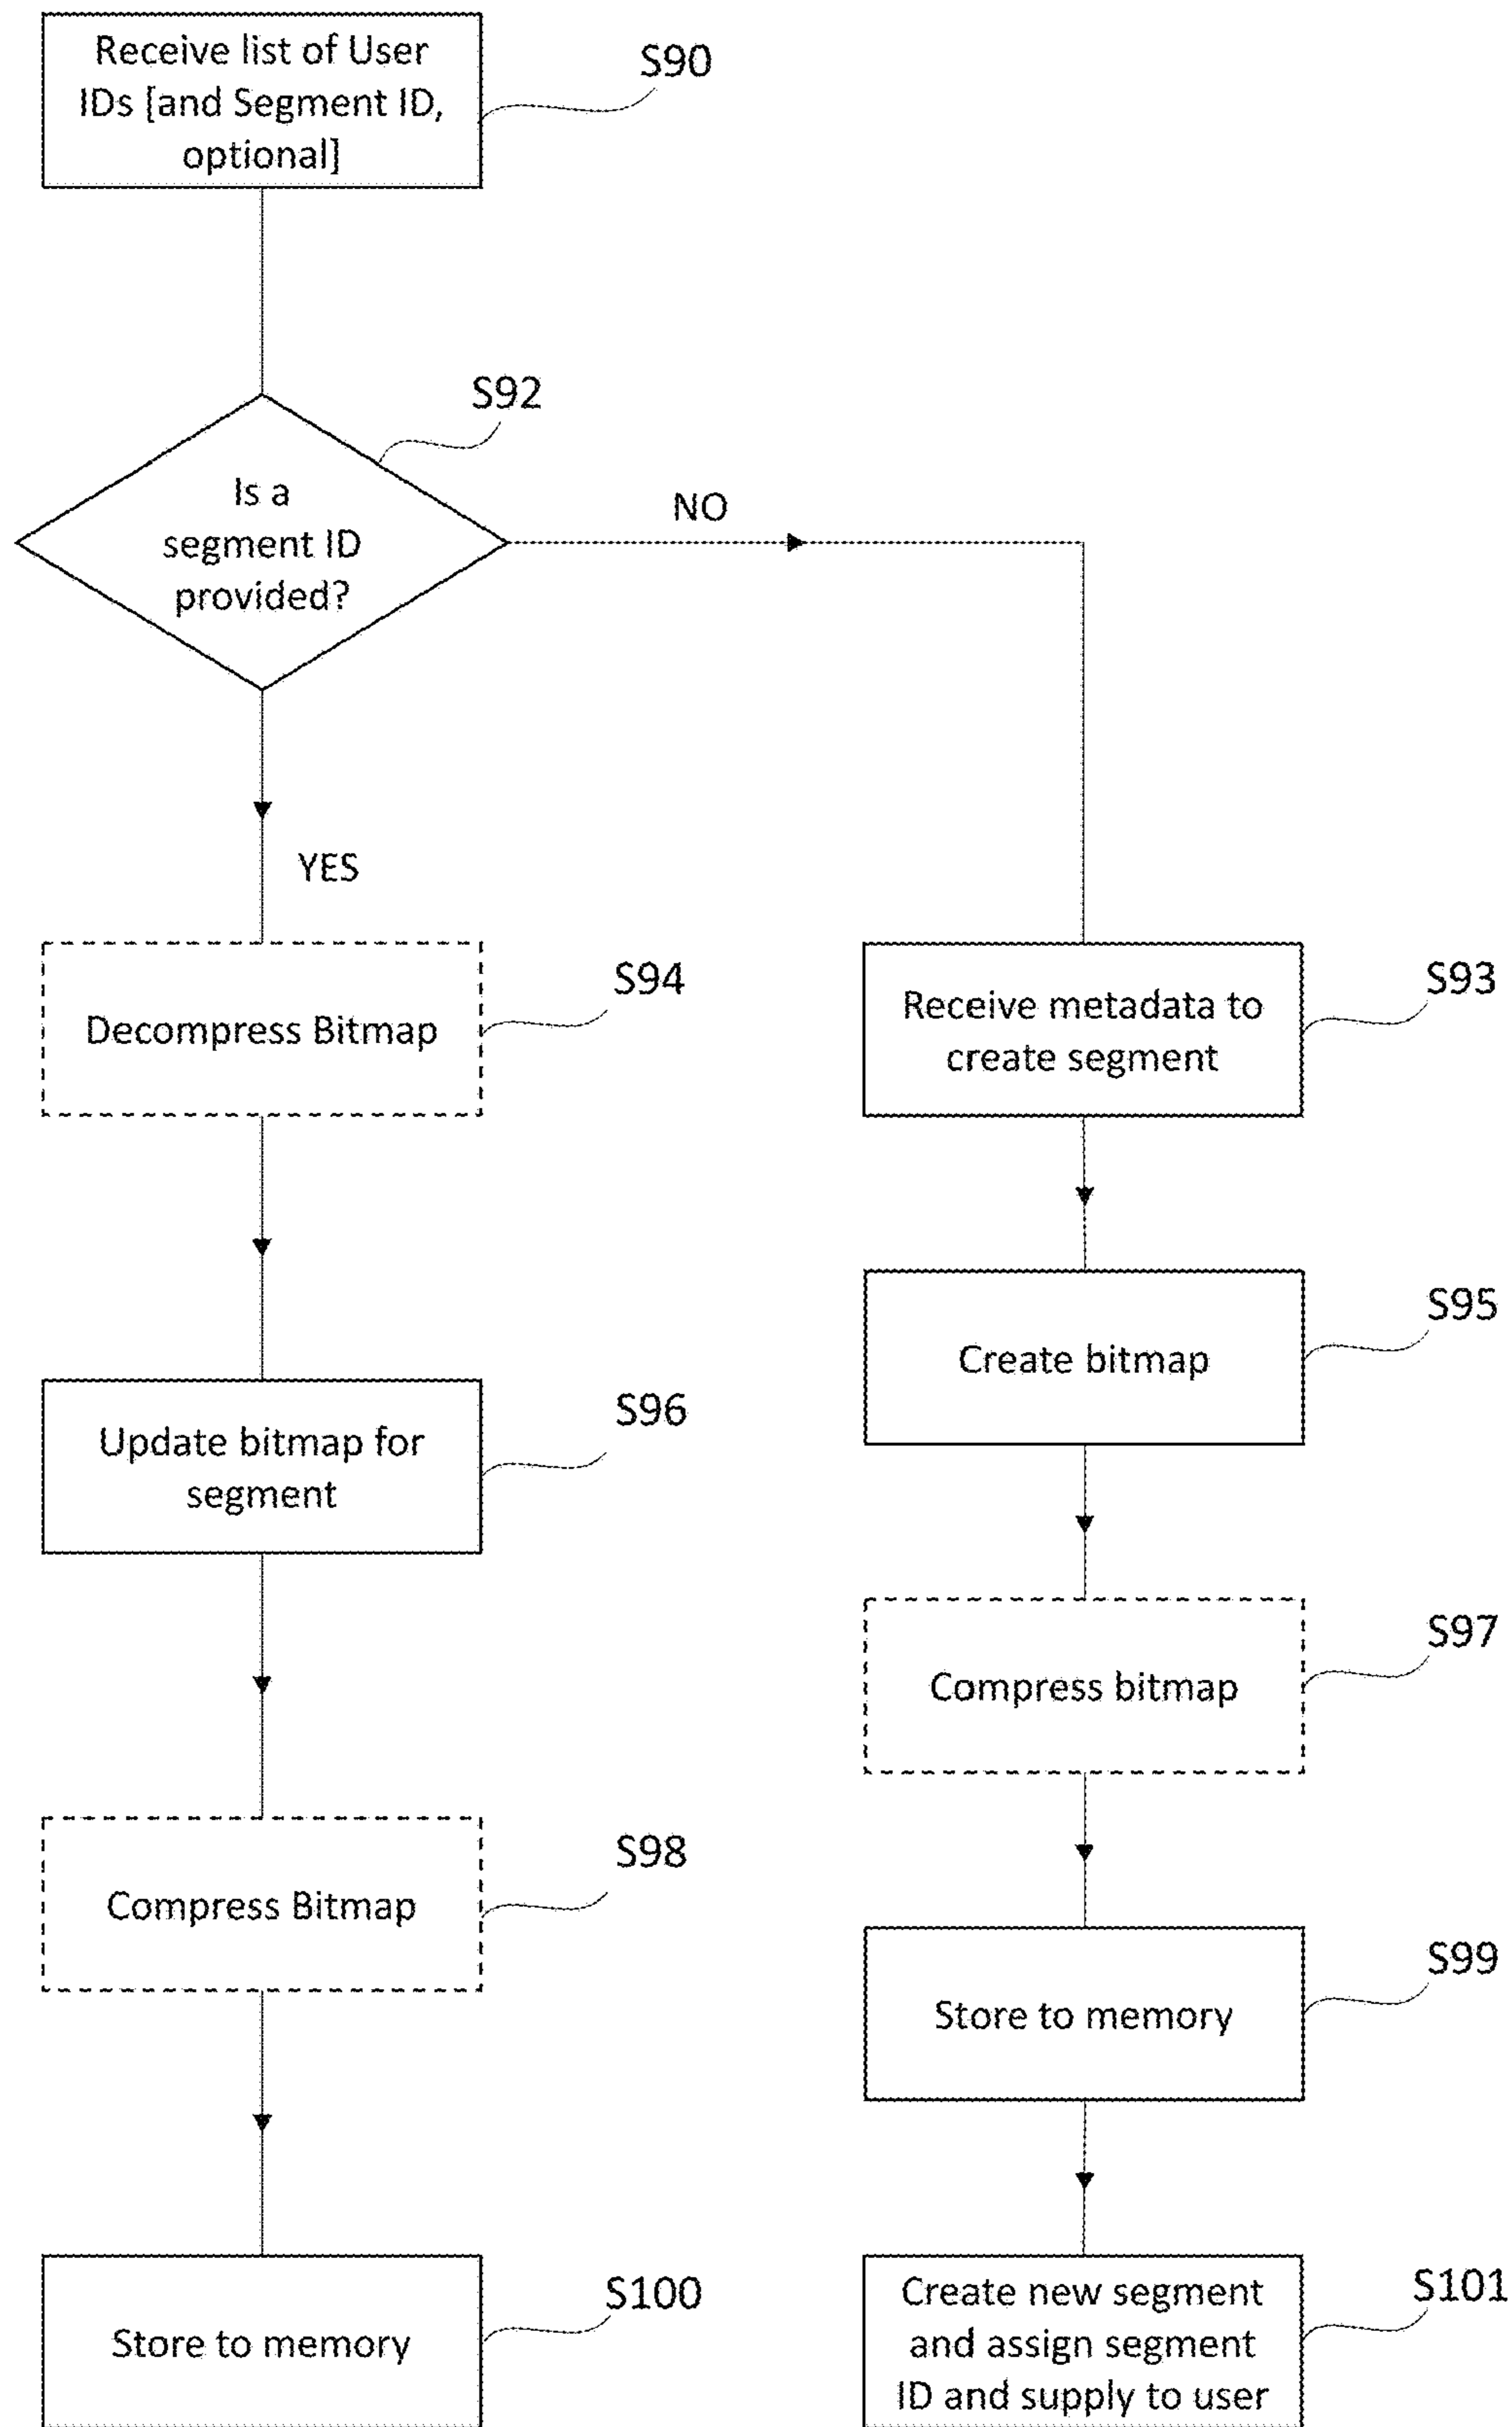 Receive list of User
IDs [and Segment ID,
optional]
S90
S92
Is a
segment ID
provided?
NO
YES
Decompress Bitmap
S94
Receive metadata to
create segment
S93
Create bitmap
S95
Update bitmap for
segment
S96
Compress bitmap
S97
Compress Bitmap
S98
Store to memory
S99
Store to memory
S100
Create new segment
and assign segment
ID and supply to user
S101